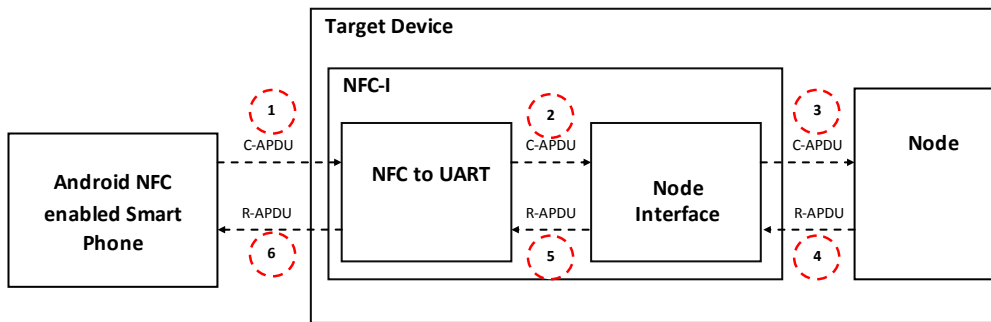 Target Device
NFC-I
1
2
3
C-APDU
C-APDU
C-APDU
Android NFC
enabled Smart
Phone
NFC to UART
Node
Interface
Node
R-APDU
R-APDU
R-APDU
6
5
4